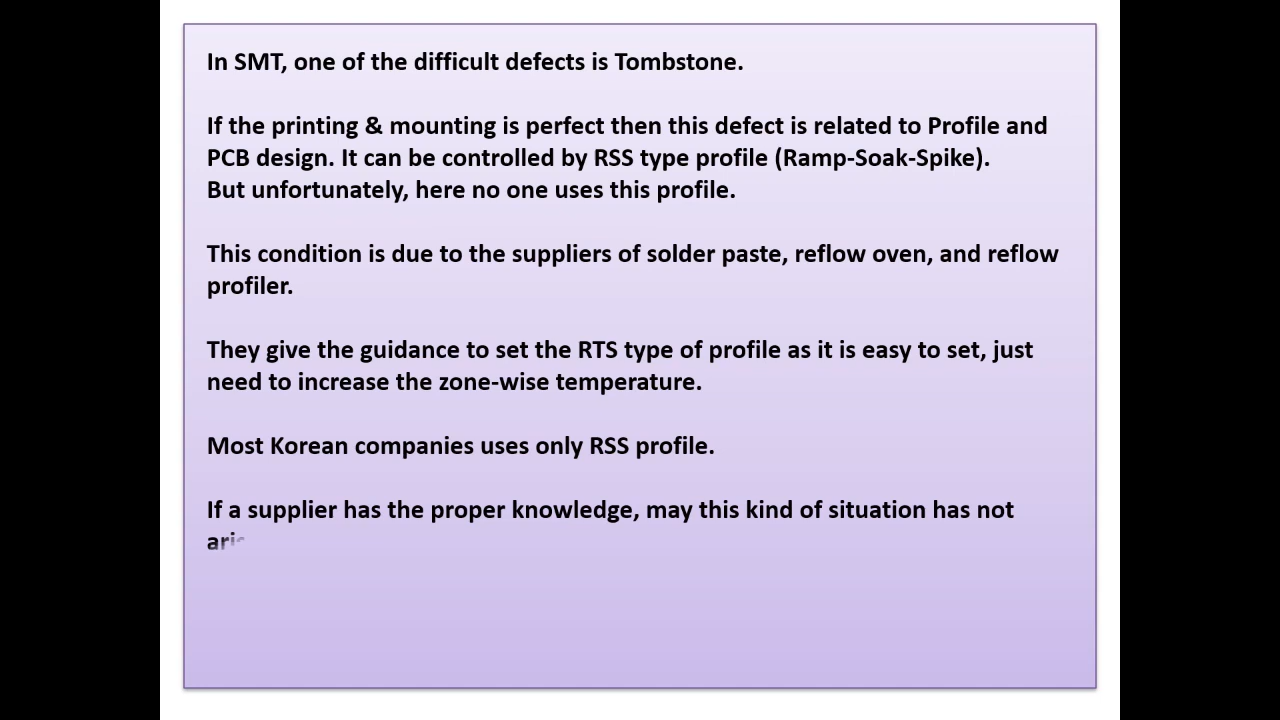 In SMT, one of the difficult defects is Tombstone.
If the printing & mounting is perfect then this defect is related to Profile and
PCB design. It can be controlled by RSS type profile (Ramp-Soak-Spike).
But unfortunately, here no one uses this profile.
This condition is due to the suppliers of solder paste, reflow oven, and reflow
profiler.
They give the guidance to set the RTS type of profile as it is easy to set, just
need to increase the zone-wise temperature.
Most Korean companies uses only RSS profile.
If a supplier has the proper knowledge, may this kind of situation has not